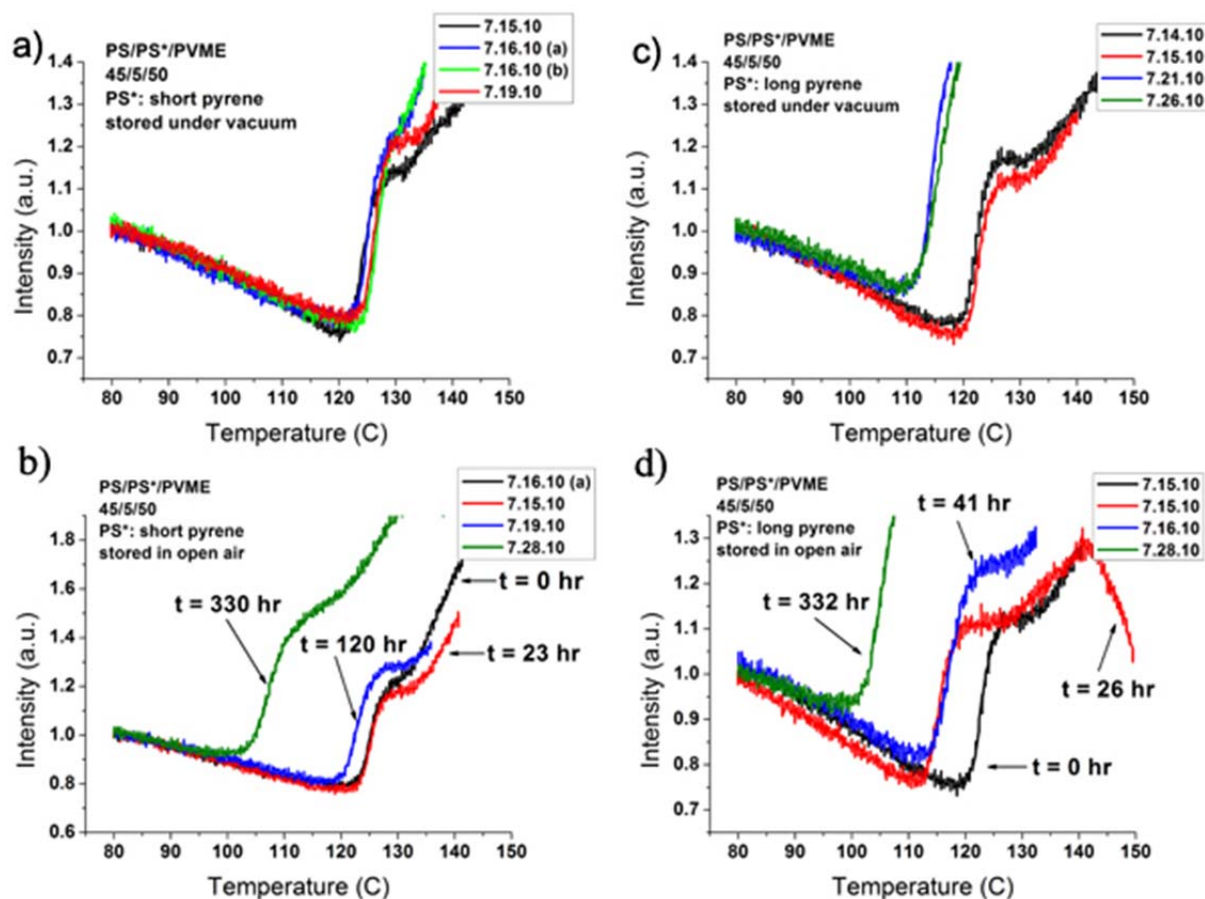 a)
PS/PS*/PVME
45/5/50
PS*: short pyrene
stored under vacuum
7.15.10
7.16.10 (a)
7.16.10 (b)
7.19.10
1.4
1.3
1.2
1.1
1.0
0.9
0.8
0.7
Intensity (a.u.)
80 90 100 110 120 130 140 150
Temperature (C)
c)
PS/PS*/PVME
45/5/50
PS*: long pyrene
stored under vacuum
7.14.10
7.15.10
7.21.10
7.26.10
1.4
1.3
1.2
1.1
1.0
0.9
0.8
0.7
Intensity (a.u.)
80 90 100 110 120 130 140 150
Temperature (C)
b)
PS/PS*/PVME
45/5/50
PS*: short pyrene
stored in open air
7.16.10 (a)
7.15.10
7.19.10
7.28.10
t = 330 hr
t = 120 hr
t = 0 hr
t = 23 hr
1.8
1.6
1.4
1.2
1.0
0.8
0.6
Intensity (a.u.)
80 90 100 110 120 130 140 150
Temperature (C)
d)
PS/PS*/PVME
45/5/50
PS*: long pyrene
stored in open air
7.15.10
7.15.10
7.16.10
7.28.10
t = 41 hr
t = 332 hr
t = 26 hr
t = 0 hr
1.3
1.2
1.1
1.0
0.9
0.8
0.7
Intensity (a.u.)
80 90 100 110 120 130 140 150
Temperature (C)